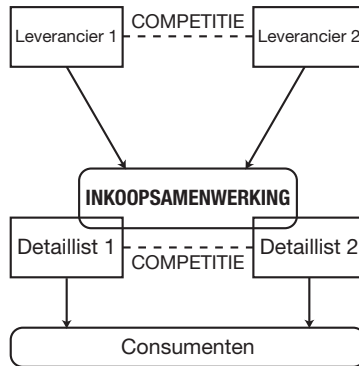 COMPETITIE
Leverancier 1
Leverancier 2
INKOOPSAMENWERKING
Detaillist 1
Detaillist 2
COMPETITIE
Consumenten